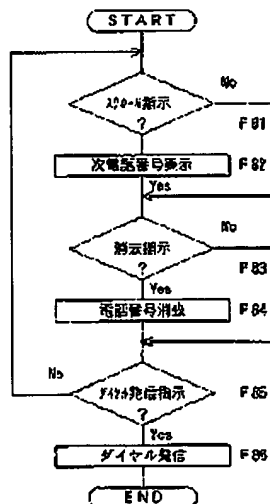 START
No
スクロール指示
?
F81
次電話番号表示
F82
Yes
No
消去指示
?
F83
Yes
電話番号消去
F84
No
ダイヤル発信指示
?
F85
Yes
ダイヤル発信
F86
END